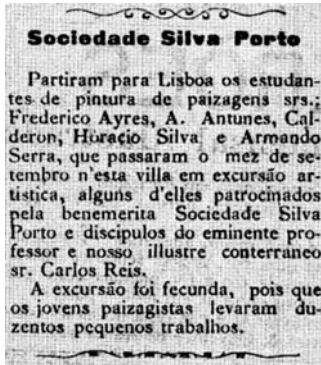 Sociedade Silva Porto
Partiram para Lisboa os estudan-
tes de pintura de paizagens srs.;
Frederico Ayres, A. Antunes, Cal-
deron, Horacio Silva e Armando
Serra, que passaram o mez de se-
tembro n'esta villa em excursão ar-
tistica, alguns d'elles patrocinados
pela benemerita Sociedade Silva
Porto e discipulos do eminente pro-
fessor e nosso illustre conterraneo
sr. Carlos Reis.
A excursão foi fecunda, pois que
os jovens paizagistas levaram du-
zentos pequenos trabalhos.